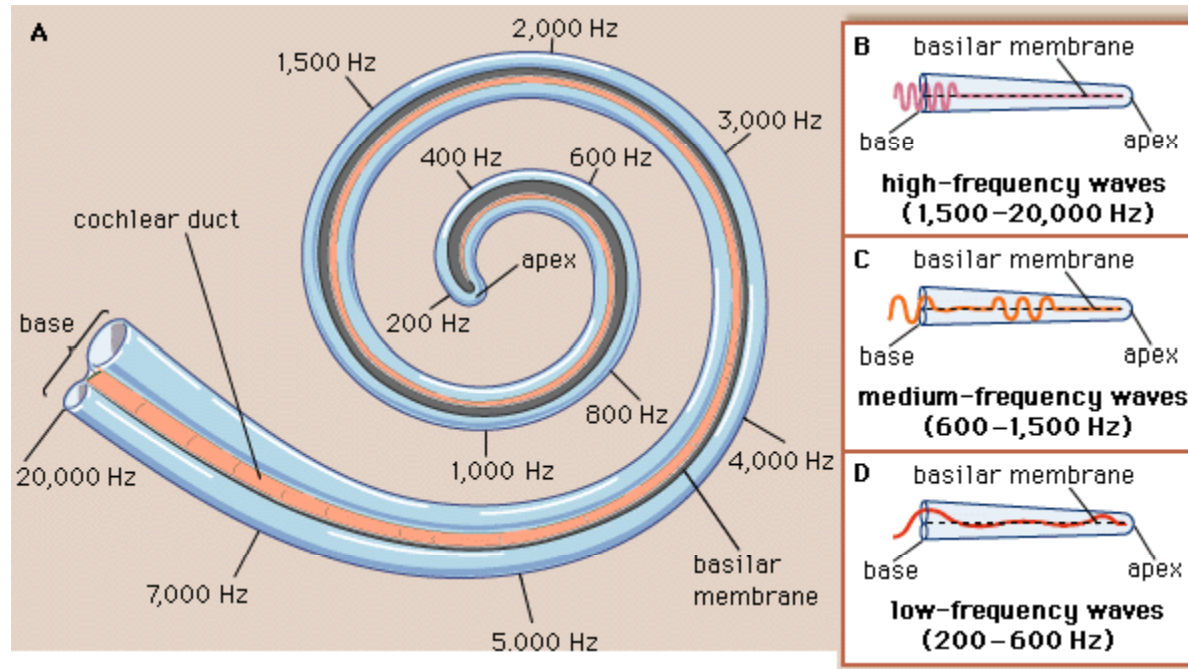 A
2,000 Hz
1,500 Hz
3,000 Hz
400 Hz
600 Hz
cochlear duct
apex
200 Hz
base
800 Hz
1,000 Hz
4,000 Hz
20,000 Hz
basilar
membrane
7,000 Hz
5.000 Hz
B
basilar membrane
base
apex
high-frequency waves
(1,500–20,000 Hz)
C
basilar membrane
base
apex
medium-frequency waves
(600–1,500 Hz)
D
basilar membrane
base
apex
low-frequency waves
(200–600 Hz)